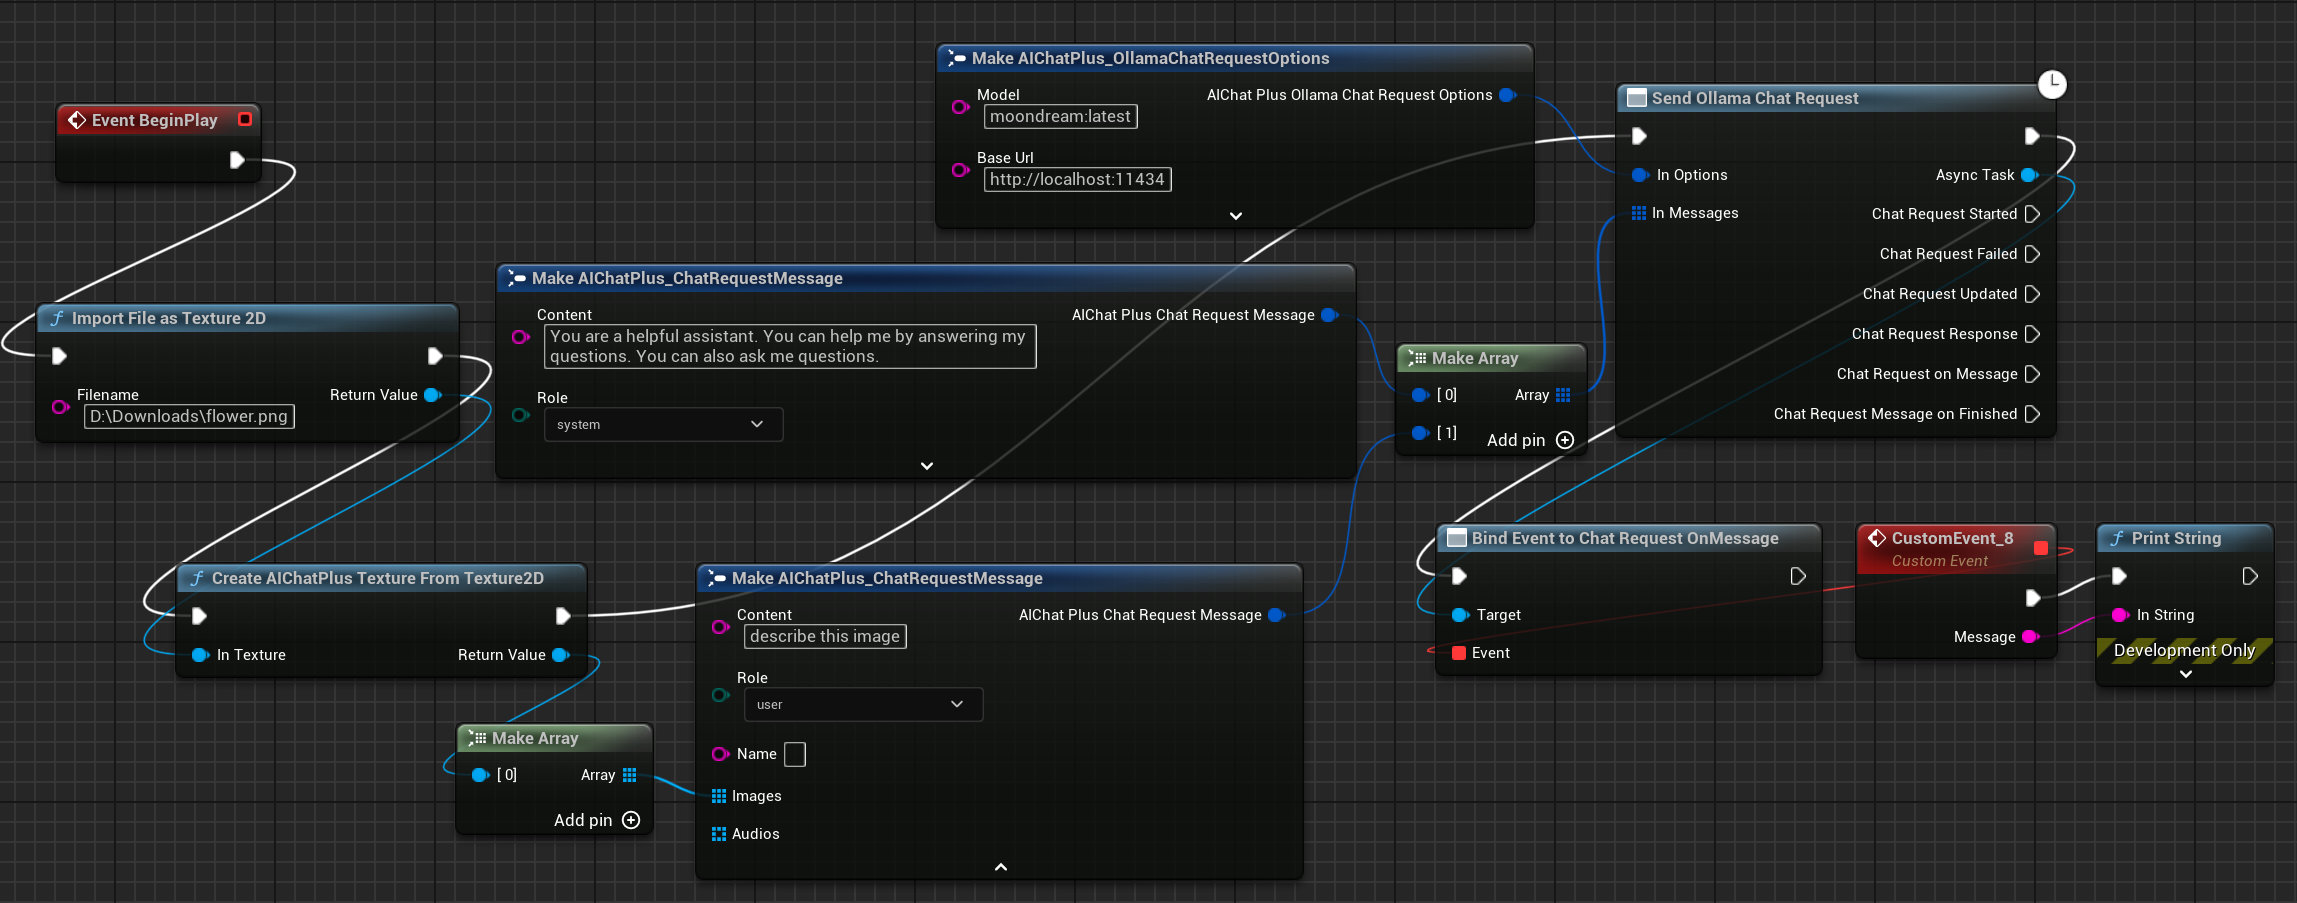 Event BeginPlay
Import File as Texture 2D
Filename
D:\Downloads\flower.png
Return Value
Create AIChatPlus Texture From Texture2D
In Texture
Return Value
Make Array
[ 0]
Array
Add pin
Make AIChatPlus_ChatRequestMessage
Content
You are a helpful assistant. You can help me by answering my
questions. You can also ask me questions.
Role
system
AIChat Plus Chat Request Message
Make AIChatPlus_ChatRequestMessage
Content
describe this image
Role
user
Name
Images
Audios
AIChat Plus Chat Request Message
Make AIChatPlus_OllamaChatRequestOptions
Model
moondream:latest
Base Url
http://localhost:11434
AIChat Plus Ollama Chat Request Options
Make Array
[ 0]
[ 1]
Array
Add pin
Send Ollama Chat Request
In Options
In Messages
Async Task
Chat Request Started
Chat Request Failed
Chat Request Updated
Chat Request Response
Chat Request on Message
Chat Request Message on Finished
Bind Event to Chat Request OnMessage
Target
Event
CustomEvent_8
Custom Event
Message
Print String
In String
Development Only